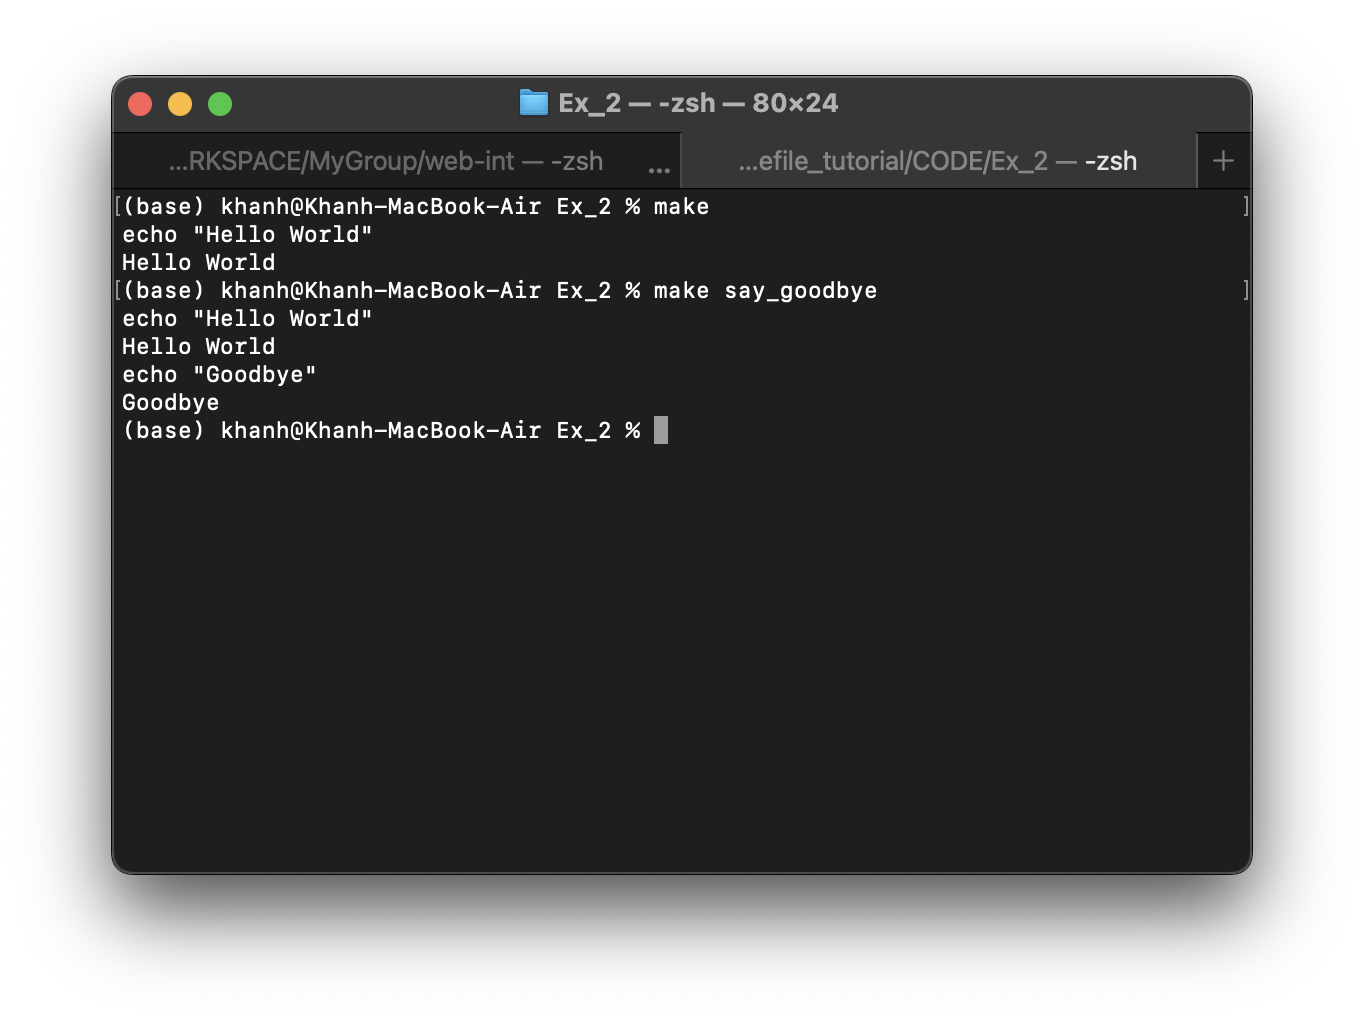 Ex_2 — -zsh — 80×24
...RKSPACE/MyGroup/web-int — -zsh ...
...efile_tutorial/CODE/Ex_2 — -zsh +
[(base) khanh@Khanh-MacBook-Air Ex_2 % make ]
echo "Hello World"
Hello World
[(base) khanh@Khanh-MacBook-Air Ex_2 % make say_goodbye ]
echo "Hello World"
Hello World
echo "Goodbye"
Goodbye
(base) khanh@Khanh-MacBook-Air Ex_2 %